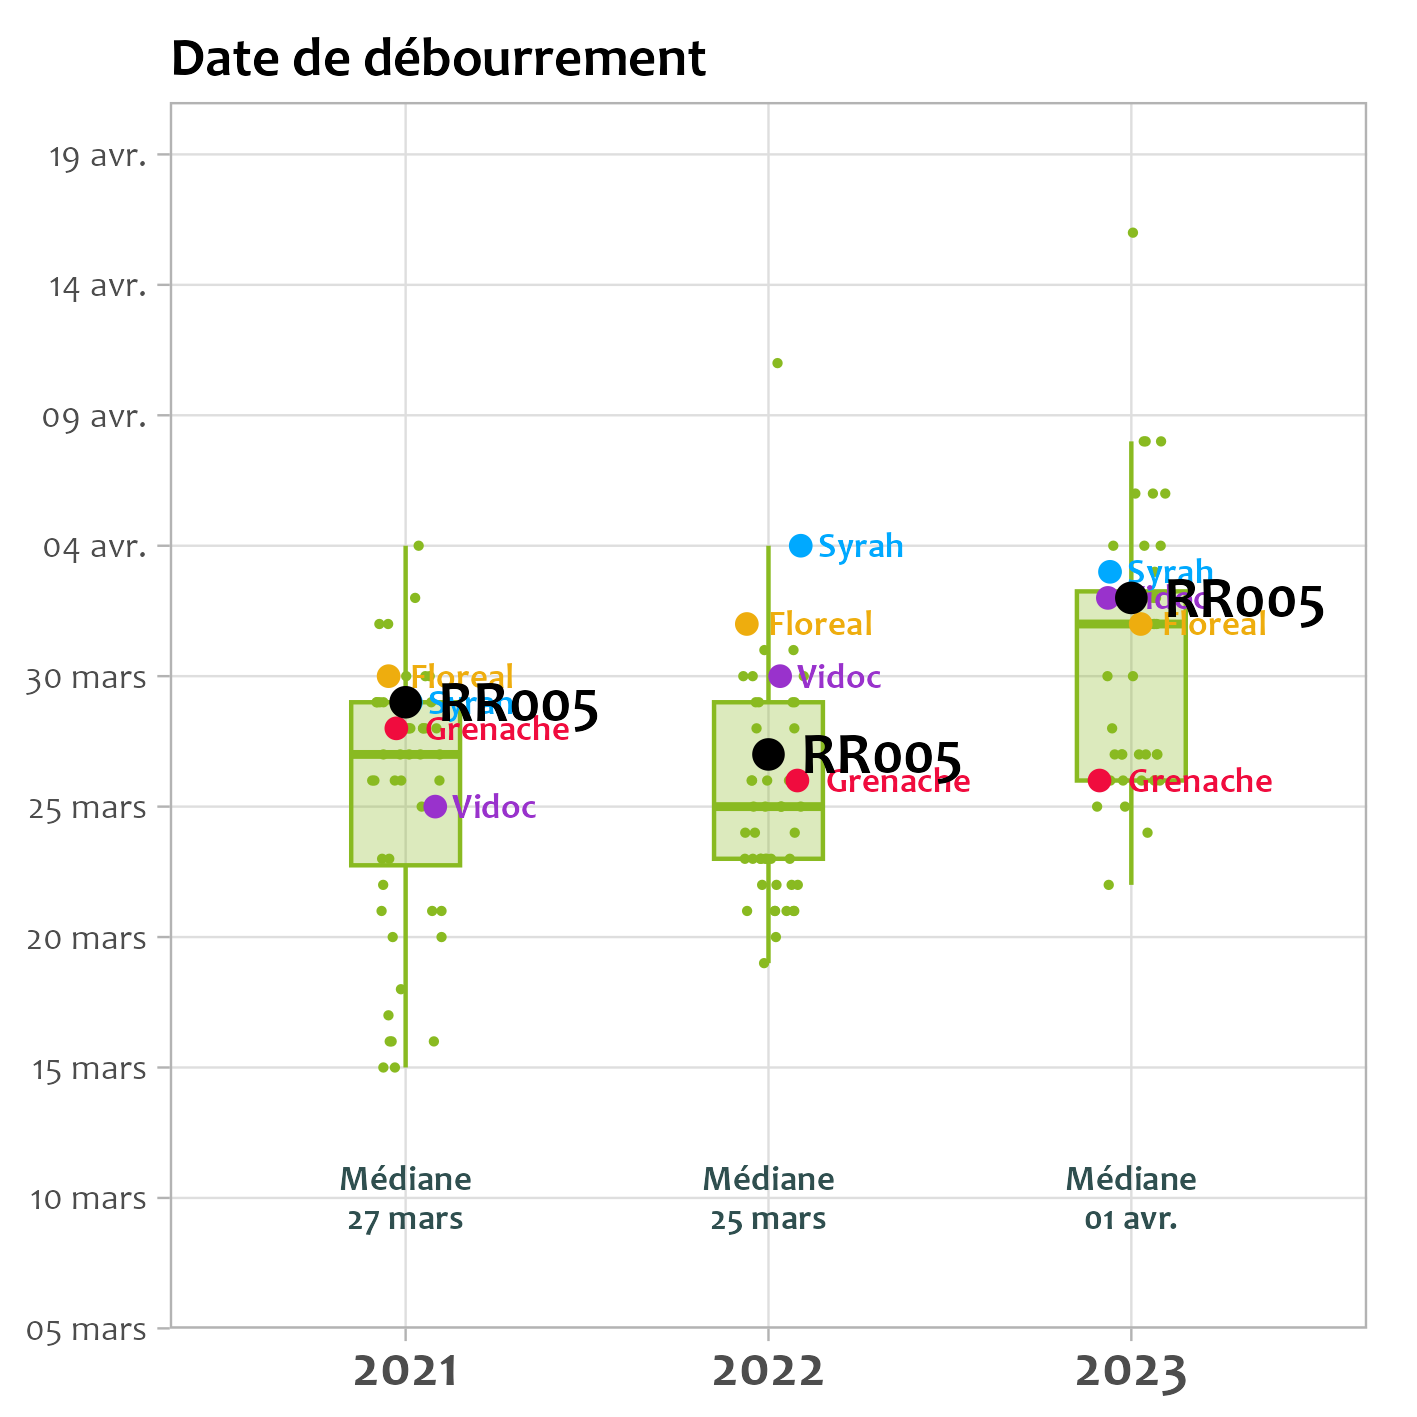 Date de débourrement
19 avr.
14 avr.
09 avr.
04 avr.
30 mars
25 mars
20 mars
15 mars
10 mars
05 mars
Floreal
Syrah
RR005
Grenache
Vidoc
Syrah
Floreal
Vidoc
RR005
Grenache
Syrah
Vidoc
RR005
Floreal
Grenache
Médiane
27 mars
Médiane
25 mars
Médiane
01 avr.
2021
2022
2023